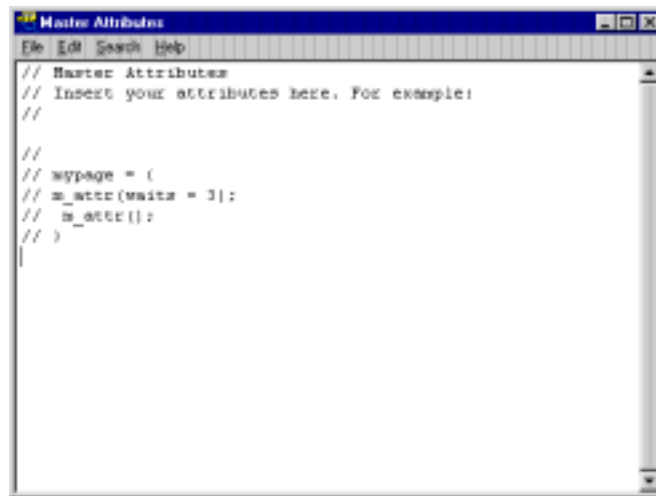 Master Attributes
File Edit Search Help
// Master Attributes
// Insert your attributes here. For example:
//
//
// mypage = (
// m_attr(waits = 3);
//  m_attr();
// )